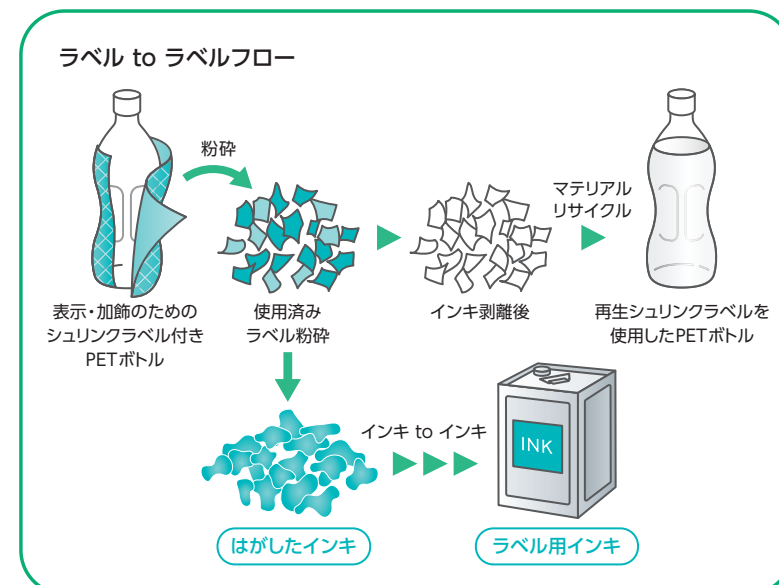 ラベル to ラベルフロー
粉砕
マテリアル
リサイクル
表示・加飾のための
シュリンクラベル付き
PETボトル
使用済み
ラベル粉砕
インキ剥離後
再生シュリンクラベルを
使用したPETボトル
インキ to インキ
INK
はがしたインキ
ラベル用インキ